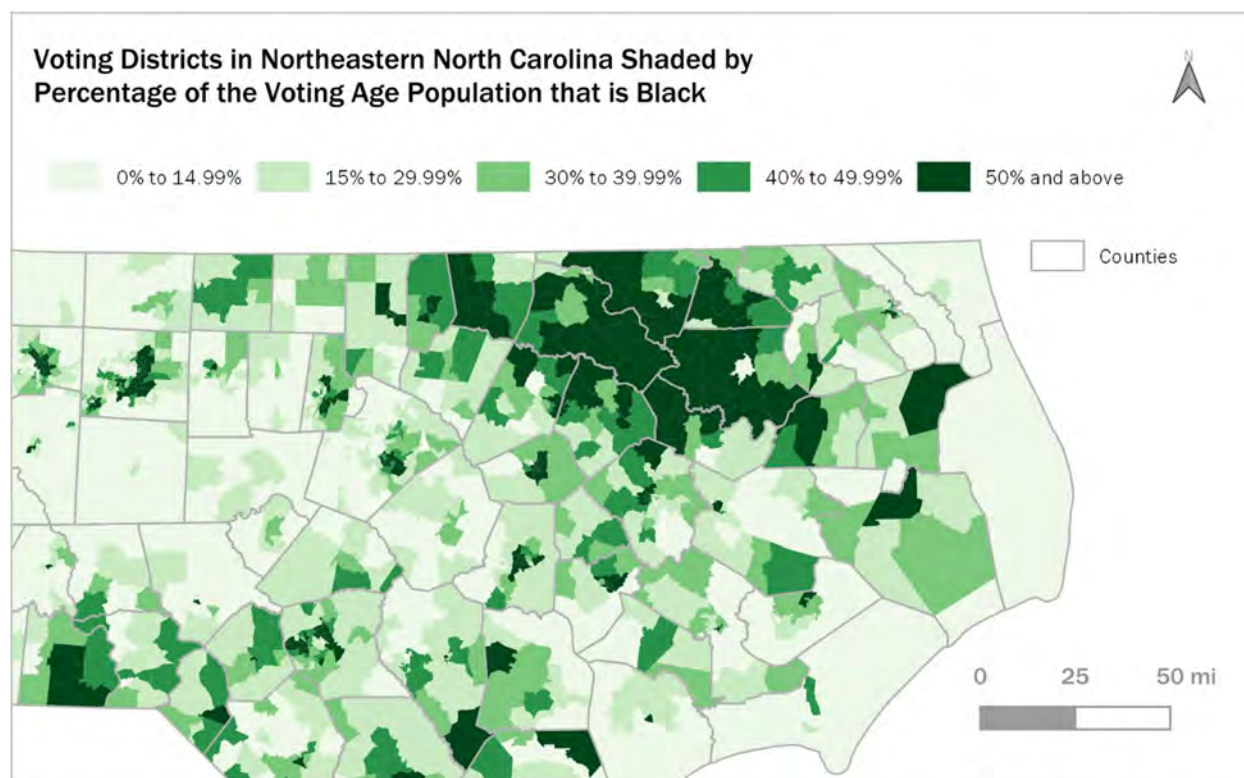 Voting Districts in Northeastern North Carolina Shaded by
Percentage of the Voting Age Population that is Black
N
0% to 14.99%
15% to 29.99%
30% to 39.99%
40% to 49.99%
50% and above
Counties
0 25 50 mi